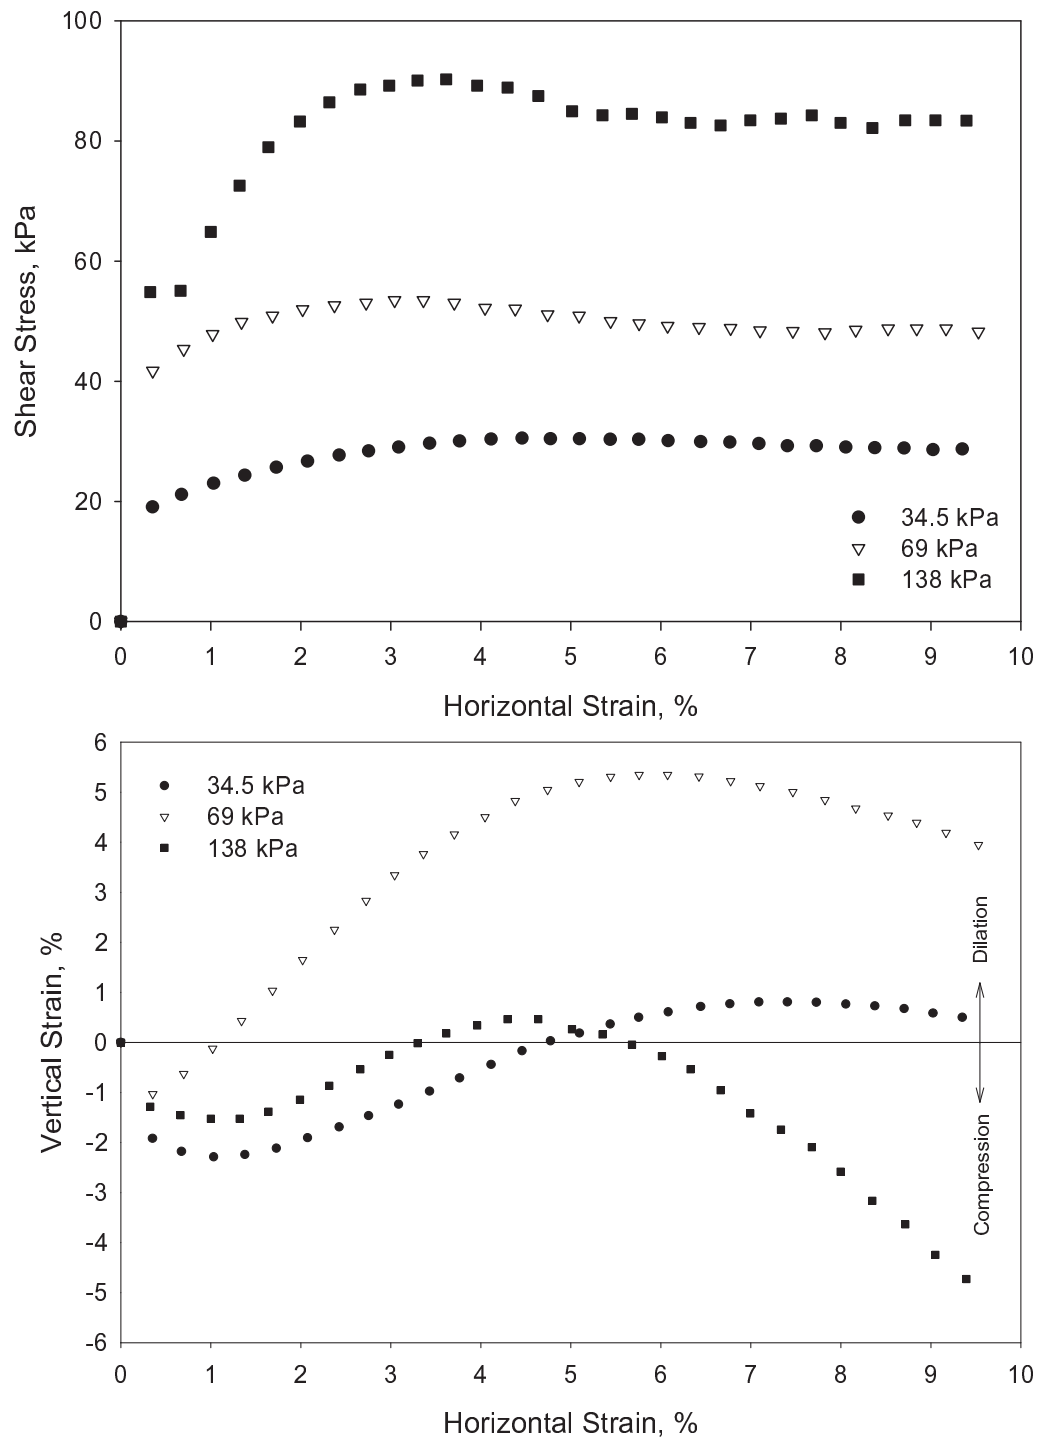 100
80
60
40
20
0
Shear Stress, kPa
34.5 kPa
69 kPa
138 kPa
0 1 2 3 4 5 6 7 8 9 10
Horizontal Strain, %
6
5
4
3
2
1
0
-1
-2
-3
-4
-5
-6
Vertical Strain, %
34.5 kPa
69 kPa
138 kPa
Dilation
Compression
0 1 2 3 4 5 6 7 8 9 10
Horizontal Strain, %